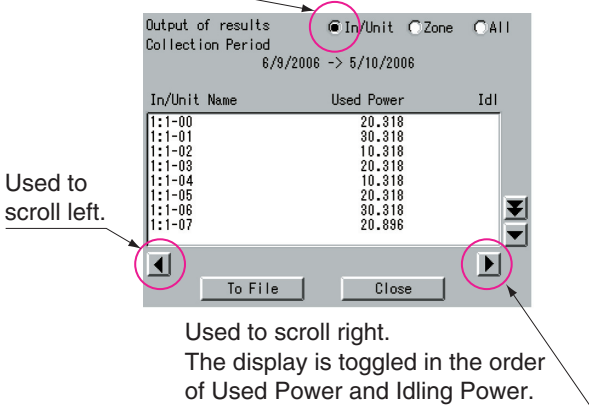 Output of results In/Unit Zone All
Collection Period
6/9/2006 -> 5/10/2006
In/Unit Name Used Power Idl
1:1-00 20.318
1:1-01 30.318
1:1-02 10.318
1:1-03 20.318
1:1-04 10.318
1:1-05 20.318
1:1-06 30.318
1:1-07 20.896
Used to
scroll left.
To File Close
Used to scroll right.
The display is toggled in the order
of Used Power and Idling Power.